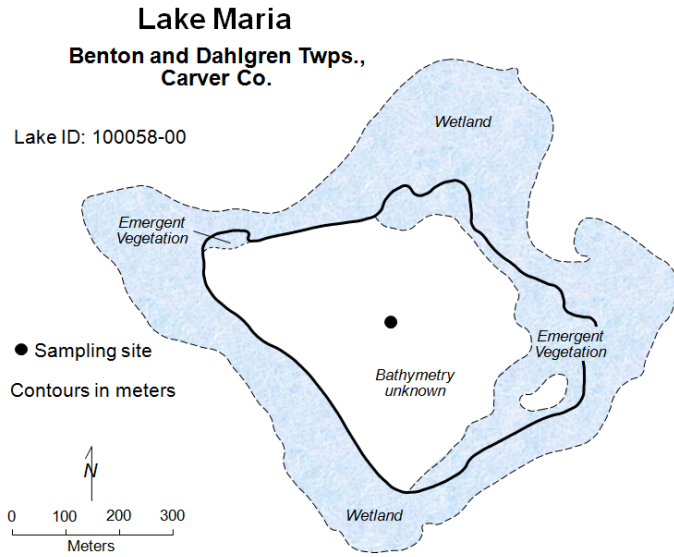 Lake Maria
Benton and Dahlgren Twps.,
Carver Co.
Lake ID: 100058-00
Wetland
Emergent
Vegetation
Emergent
Vegetation
Sampling site
Bathymetry
unknown
Contours in meters
N
Wetland
0 100 200 300
Meters